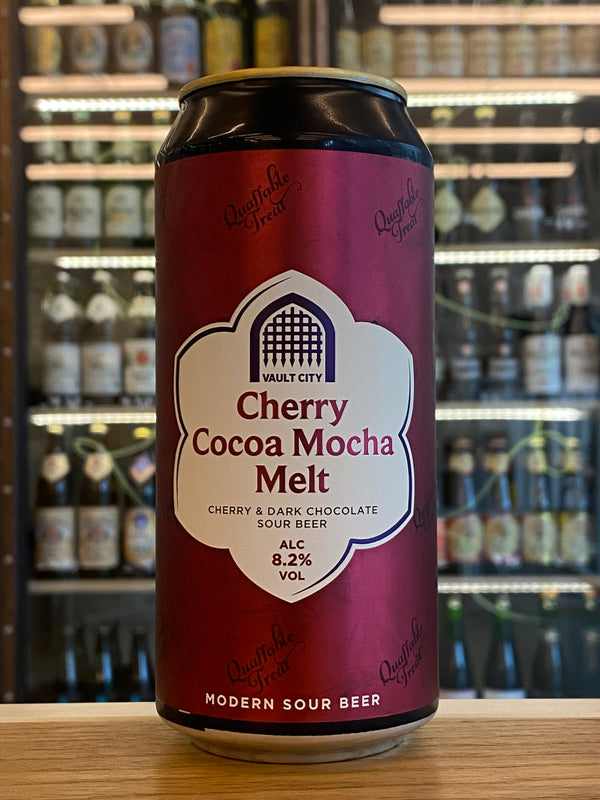 Quaffable
Treat
Quaffable
Treat
VAULT CITY
Cherry
Cocoa Mocha
Melt
CHERRY & DARK CHOCOLATE
SOUR BEER
ALC
8.2%
VOL
Quaffable
Treat
Quaffable
Treat
MODERN SOUR BEER